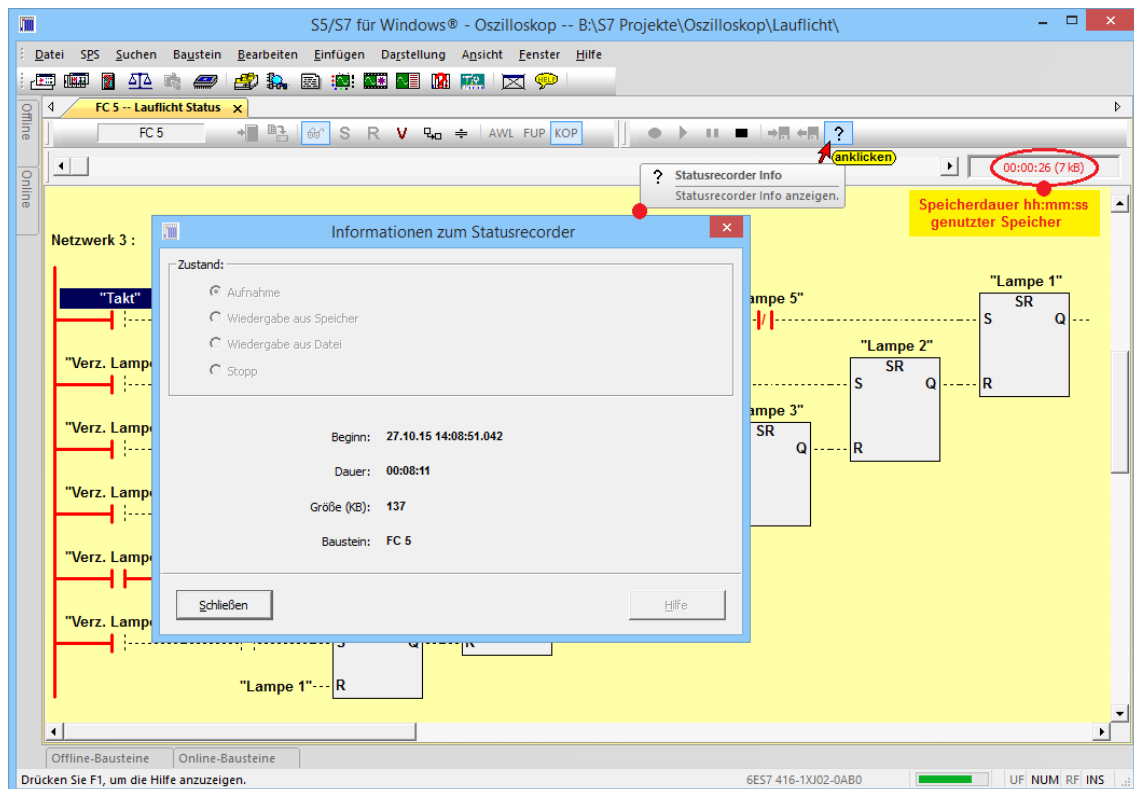 S5/S7 für Windows® - Oszilloskop -- B:\S7 Projekte\Oszilloskop\Lauflicht\
Datei SPS Suchen Baustein Bearbeiten Einfügen Darstellung Ansicht Fenster Hilfe
HELP
Offline
Online
FC 5 -- Lauflicht Status x
FC 5 S R V AWL FUP KOP ?
anklicken
00:00:26 (7 kB)
? Statusrecorder Info
Statusrecorder Info anzeigen.
Speicherdauer hh:mm:ss
genutzter Speicher
Netzwerk 3 :
Informationen zum Statusrecorder
Zustand:
Aufnahme
Wiedergabe aus Speicher
Wiedergabe aus Datei
Stopp
Beginn: 27.10.15 14:08:51.042
Dauer: 00:08:11
Größe (KB): 137
Baustein: FC 5
Schließen
Hilfe
"Takt"
ampe 5"
"Lampe 1"
SR
S Q
R
"Verz. Lampe
"Lampe 2"
SR
S Q
R
"Verz. Lampe
ampe 3"
SR
Q
"Verz. Lampe
"Verz. Lampe
"Verz. Lampe
S Q
R
"Lampe 1" R
Offline-Bausteine Online-Bausteine
Drücken Sie F1, um die Hilfe anzuzeigen.
6ES7 416-1XJ02-0AB0
UF NUM RF INS